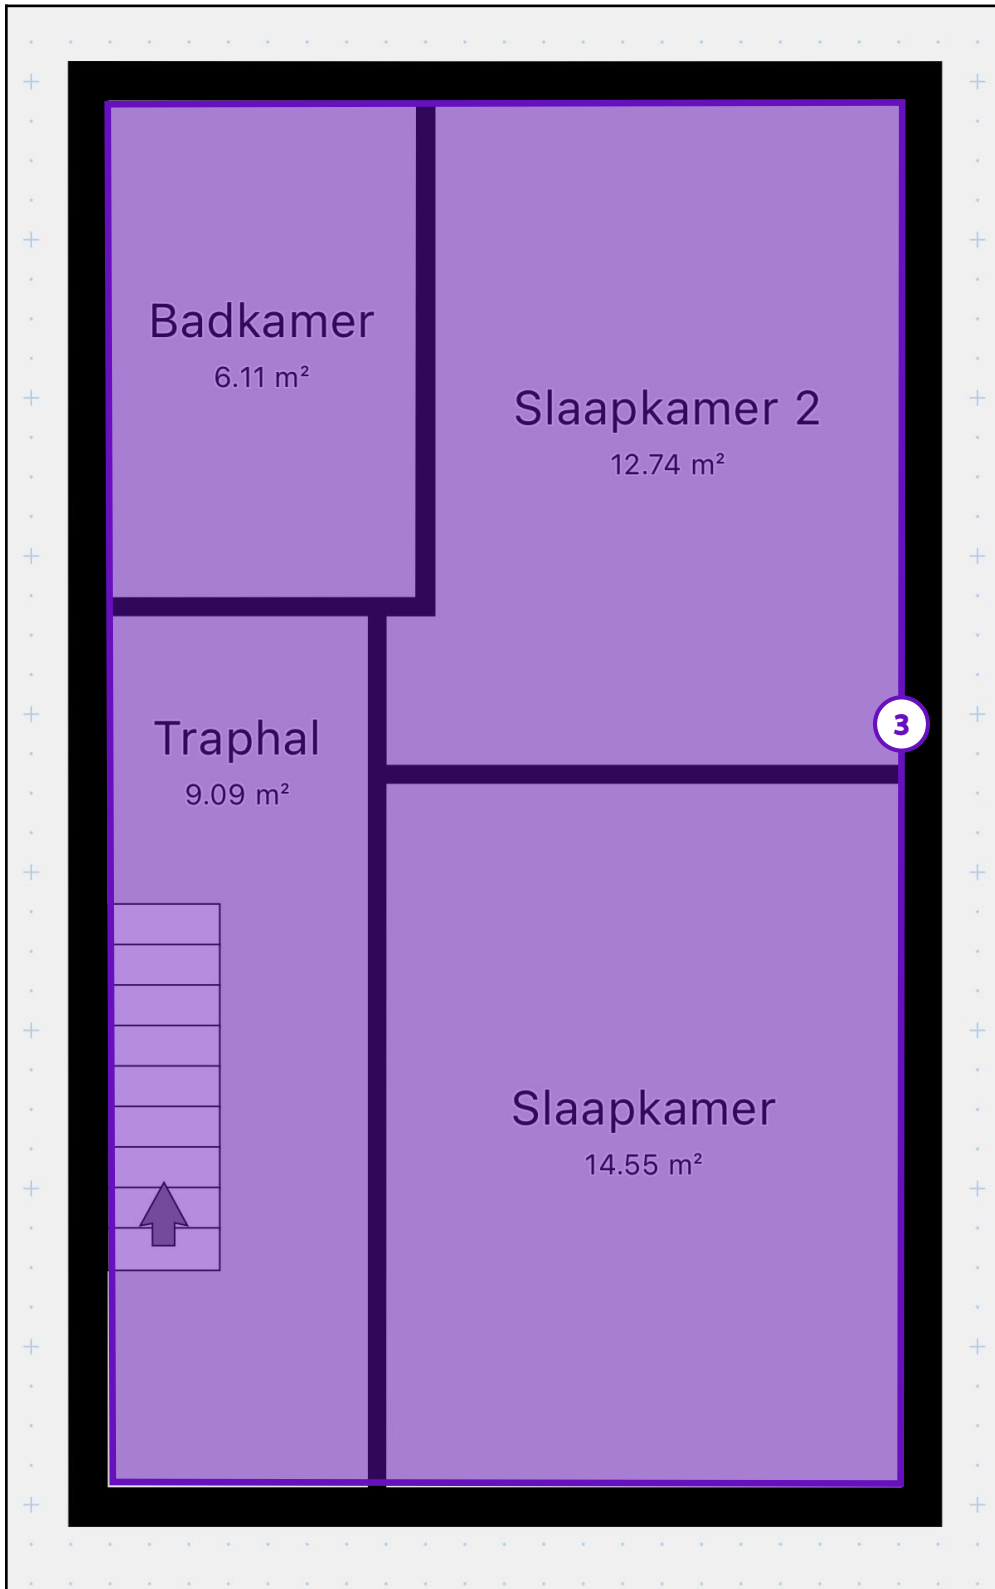 Badkamer
6.11 m²
Slaapkamer 2
12.74 m²
Traphal
9.09 m²
3
Slaapkamer
14.55 m²